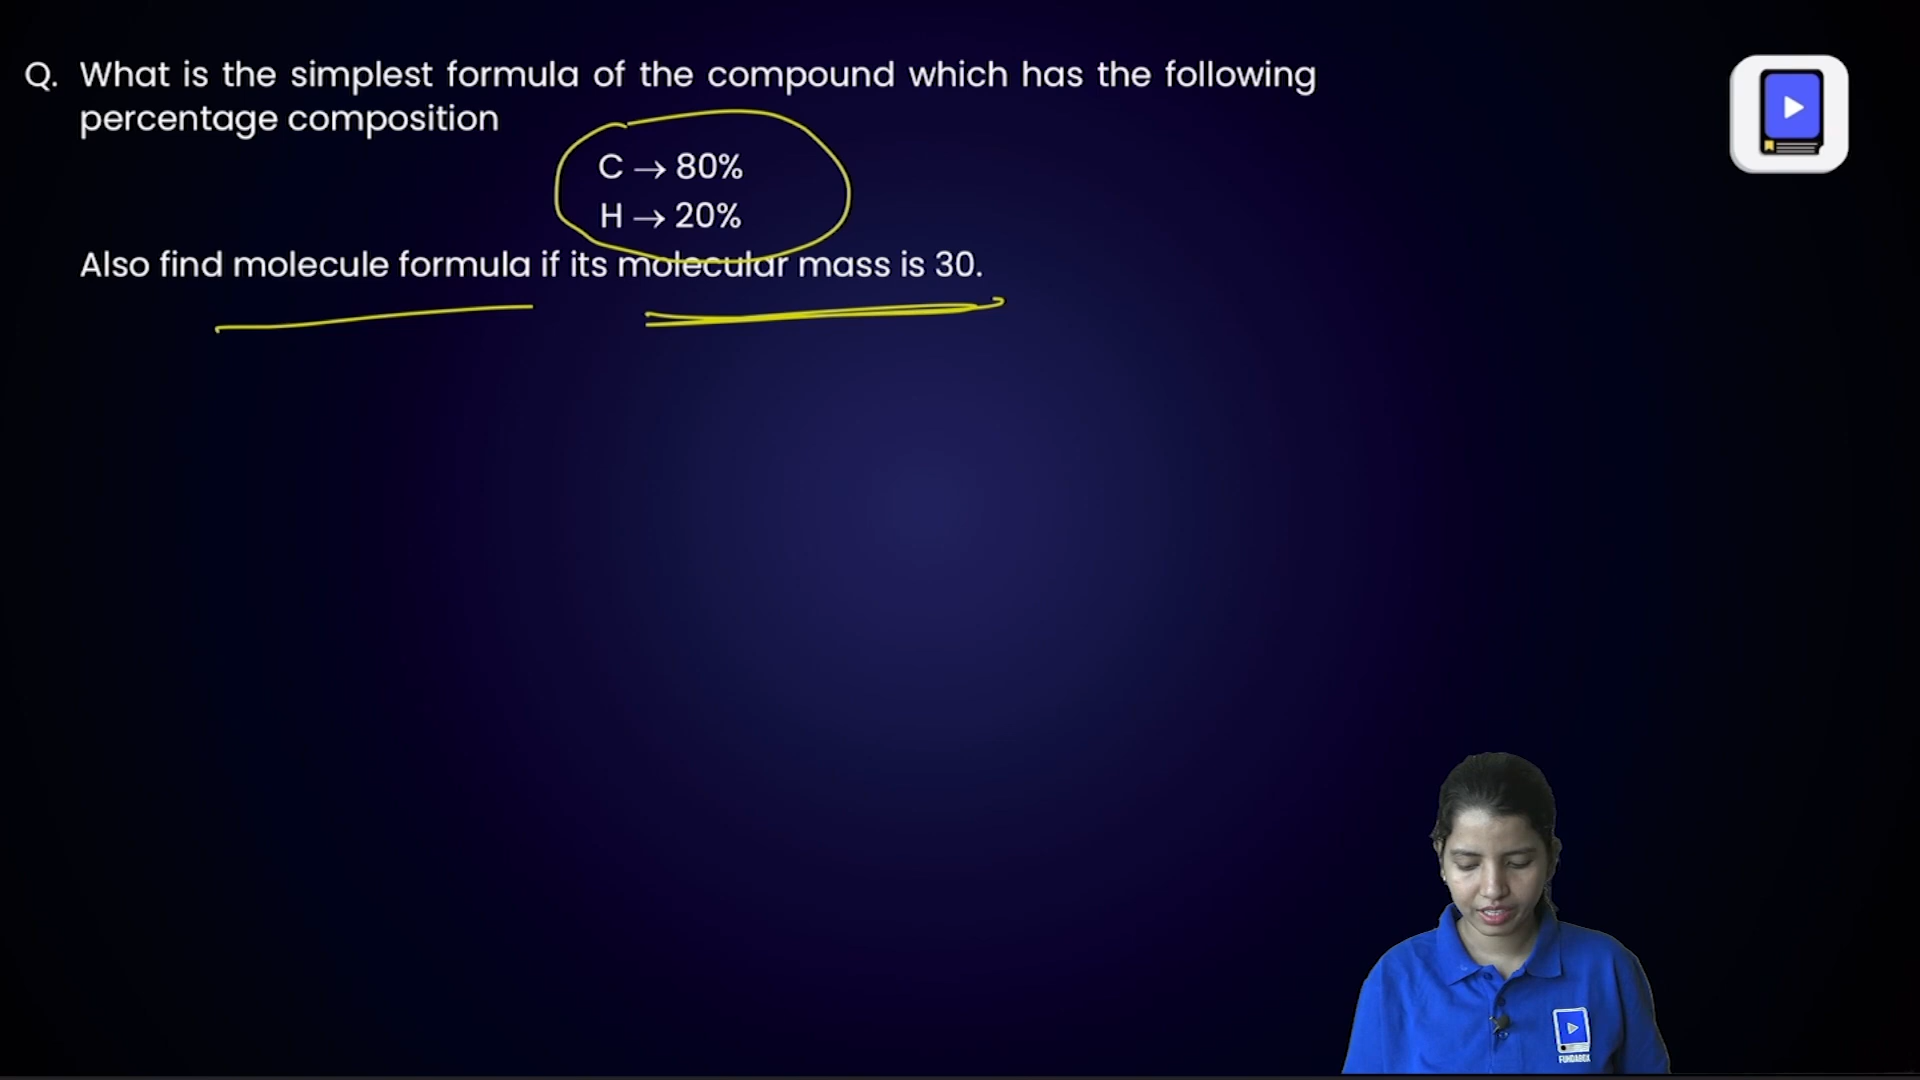 Q. What is the simplest formula of the compound which has the following
percentage composition
C → 80%
H → 20%
Also find molecule formula if its molecular mass is 30.
FUNDABOX